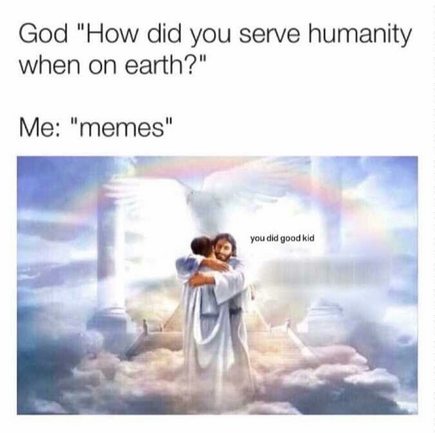 God "How did you serve humanity
when on earth?"
Me: "memes"
you did good kid